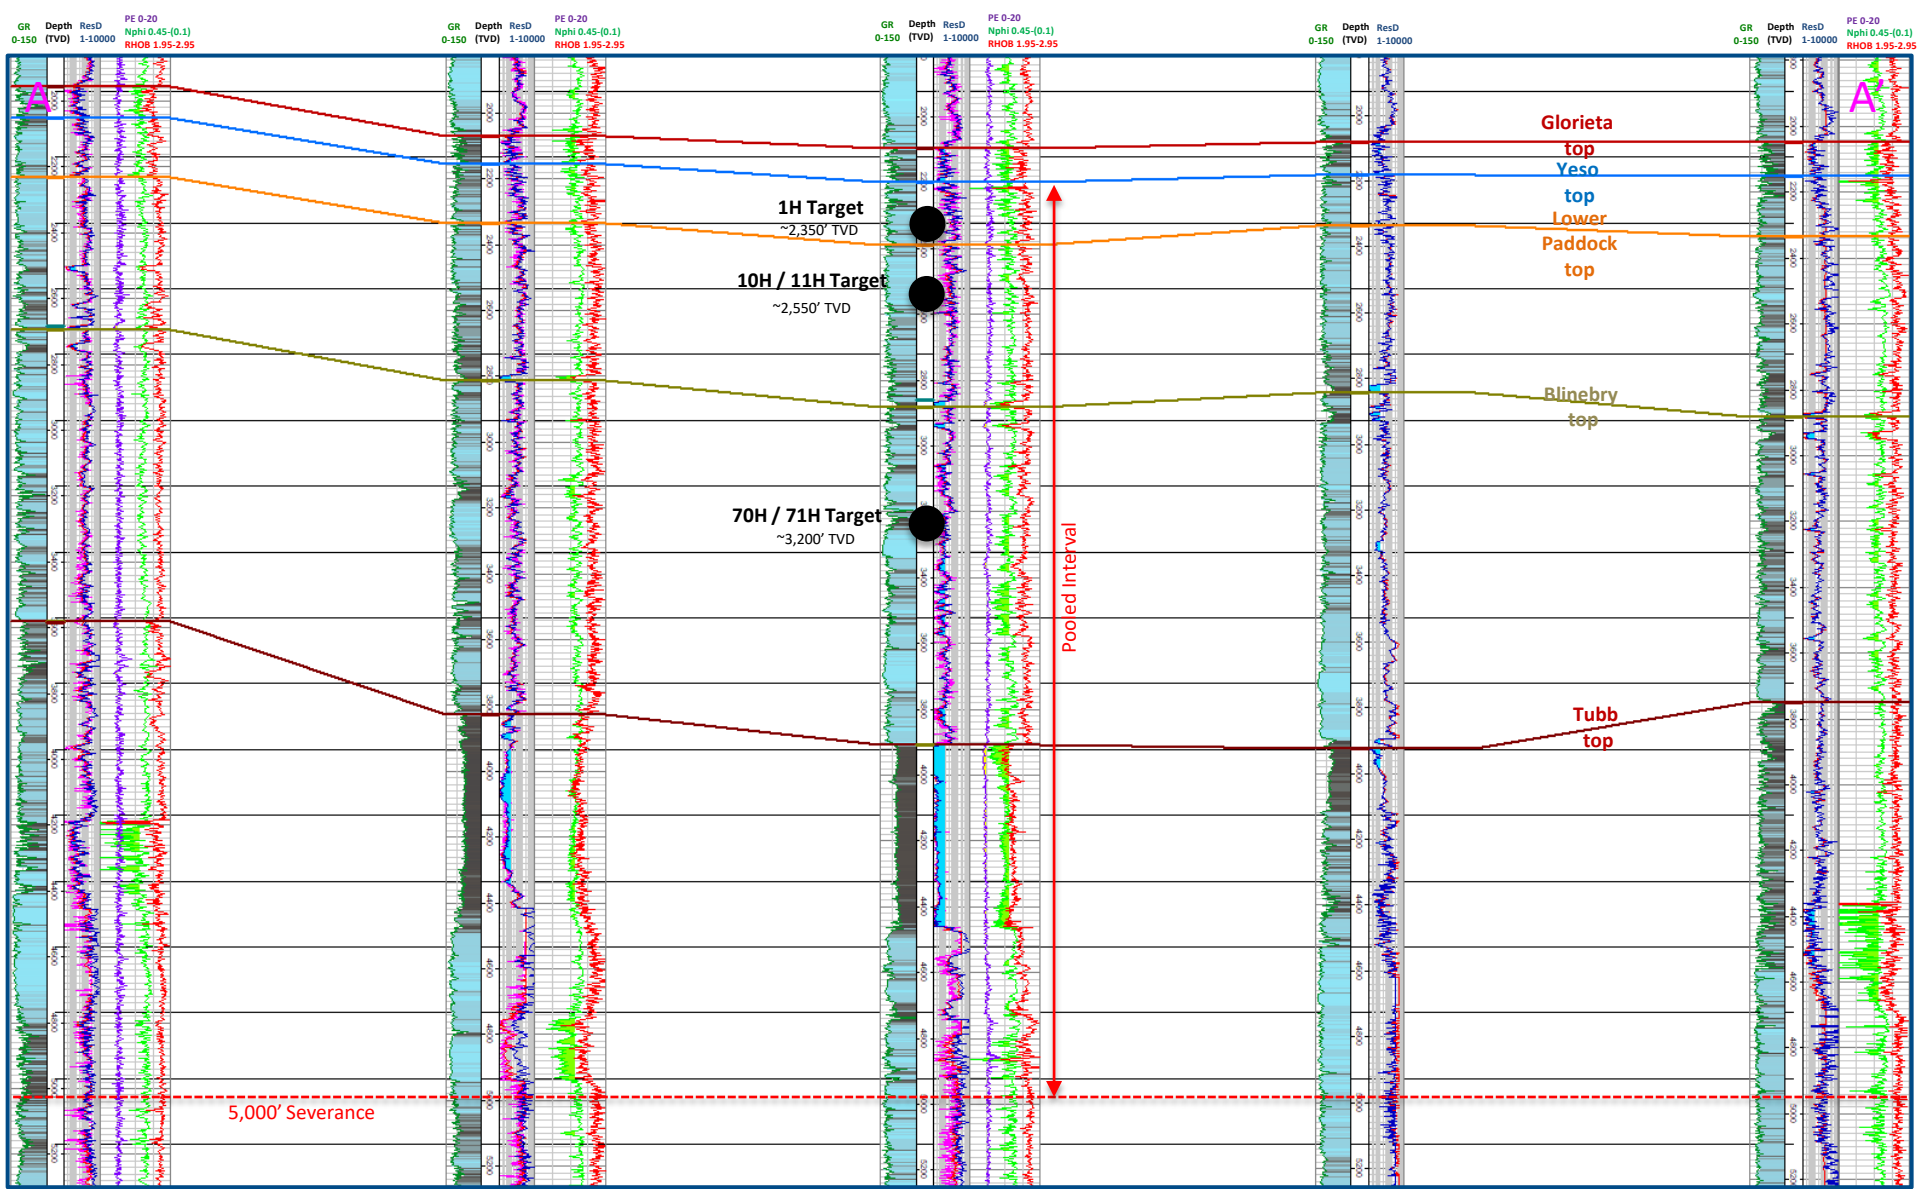 GR
0-150
Depth
(TVD)
ResD
1-10000
PE 0-20
Nphi 0.45-(0.1)
RHOB 1.95-2.95
GR
0-150
Depth
(TVD)
ResD
1-10000
PE 0-20
Nphi 0.45-(0.1)
RHOB 1.95-2.95
GR
0-150
Depth
(TVD)
ResD
1-10000
PE 0-20
Nphi 0.45-(0.1)
RHOB 1.95-2.95
GR
0-150
Depth
(TVD)
ResD
1-10000
GR
0-150
Depth
(TVD)
ResD
1-10000
PE 0-20
Nphi 0.45-(0.1)
RHOB 1.95-2.95
A
A'
Glorieta
top
Yeso
top
Lower
Paddock
top
1H Target
~2,350' TVD
10H / 11H Target
~2,550' TVD
Blinebry
top
70H / 71H Target
~3,200' TVD
Pooled Interval
Tubb
top
5,000' Severance